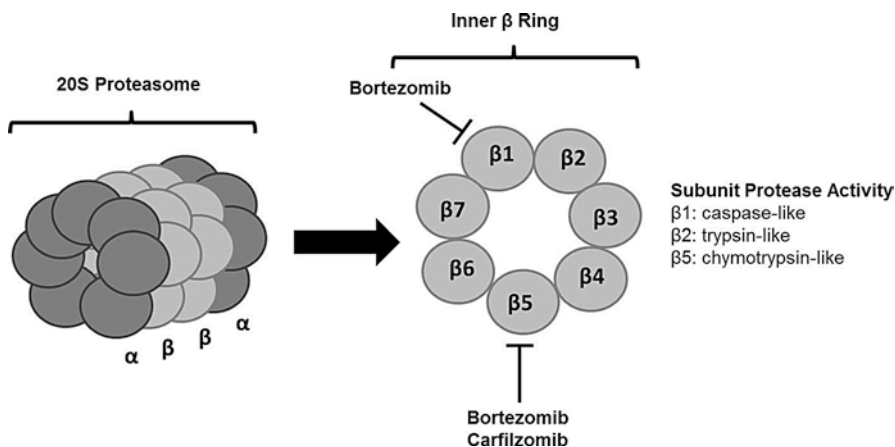 Inner β Ring
20S Proteasome
Bortezomib
β1
β2
β7
β3
β6
β4
β5
Subunit Protease Activity
β1: caspase-like
β2: trypsin-like
β5: chymotrypsin-like
α
β
β
α
Bortezomib
Carfilzomib